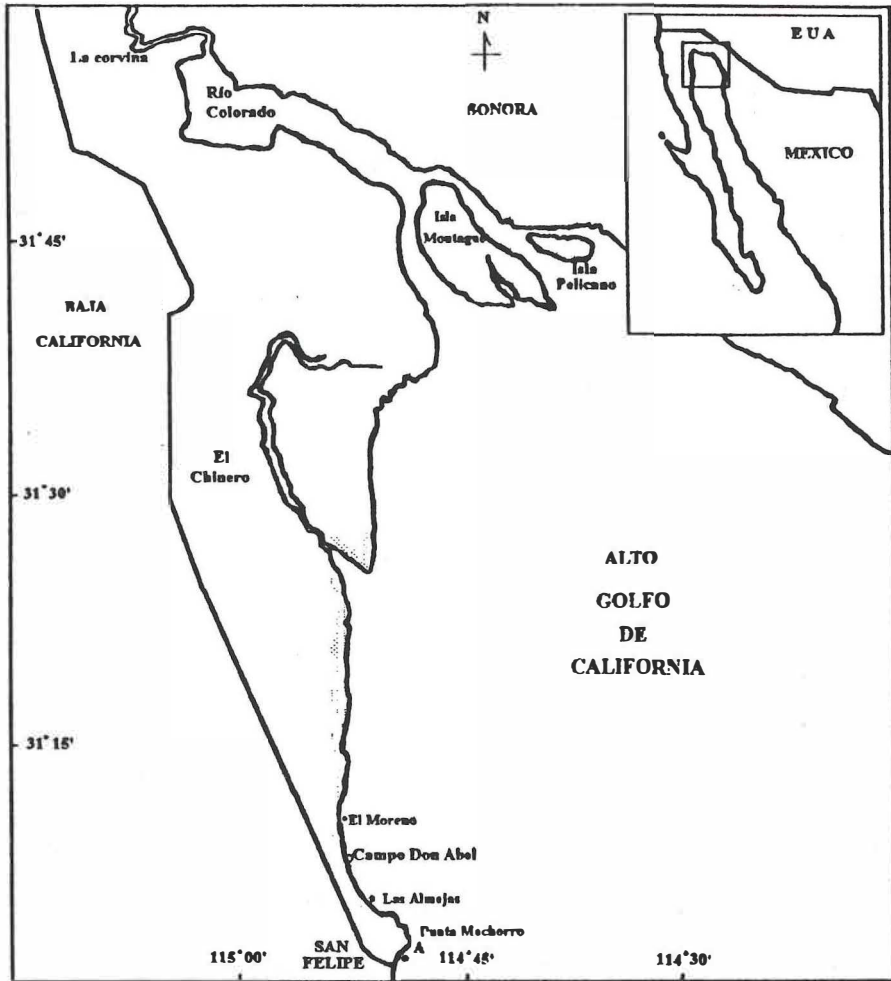 La corvina
N
E U A
Río
Colorado
SONORA
MEXICO
Isla
Montague
31°45'
Isla
Pelicano
BAJA
CALIFORNIA
El
Chinero
31°30'
ALTO
GOLFO
DE
CALIFORNIA
31°15'
El Moreno
Campo Don Abel
Las Almejas
Punta Machorro
A
SAN
FELIPE
115°00'
114°45'
114°30'